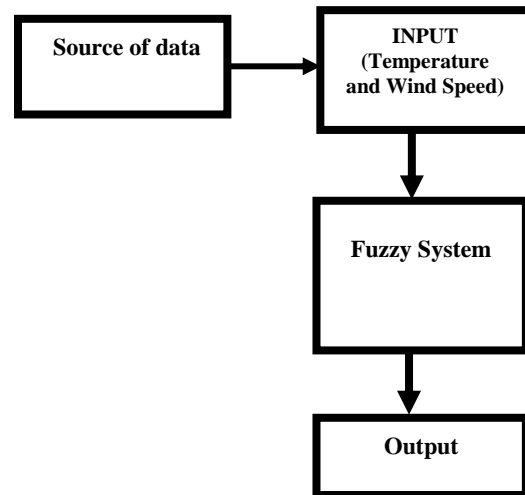 Source of data
INPUT
(Temperature
and Wind Speed)
Fuzzy System
Output